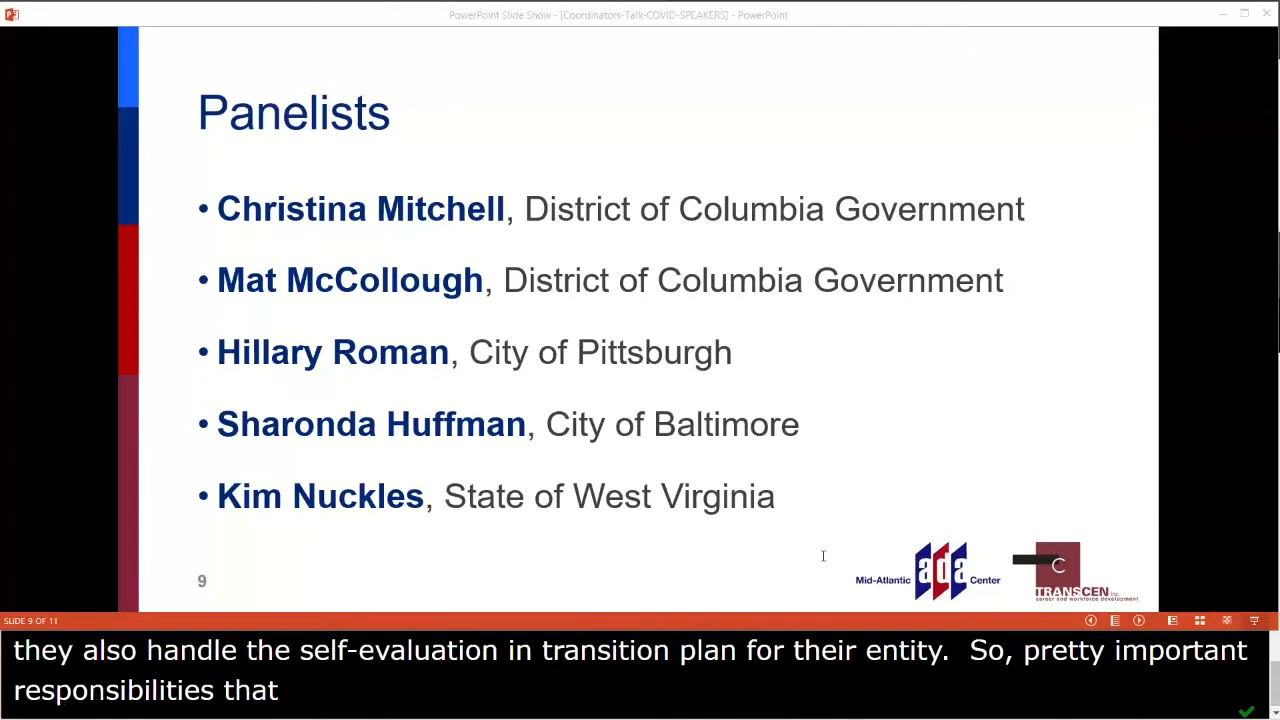 PowerPoint Slide Show - [Coordinators-Talk-COVID-SPEAKERS] - PowerPoint
Panelists
• Christina Mitchell, District of Columbia Government
• Mat McCollough, District of Columbia Government
• Hillary Roman, City of Pittsburgh
• Sharonda Huffman, City of Baltimore
• Kim Nuckles, State of West Virginia
9
Mid-Atlantic ada Center
C
TRANSCEN Inc.
career and workforce development
SLIDE 9 OF 11
they also handle the self-evaluation in transition plan for their entity. So, pretty important
responsibilities that